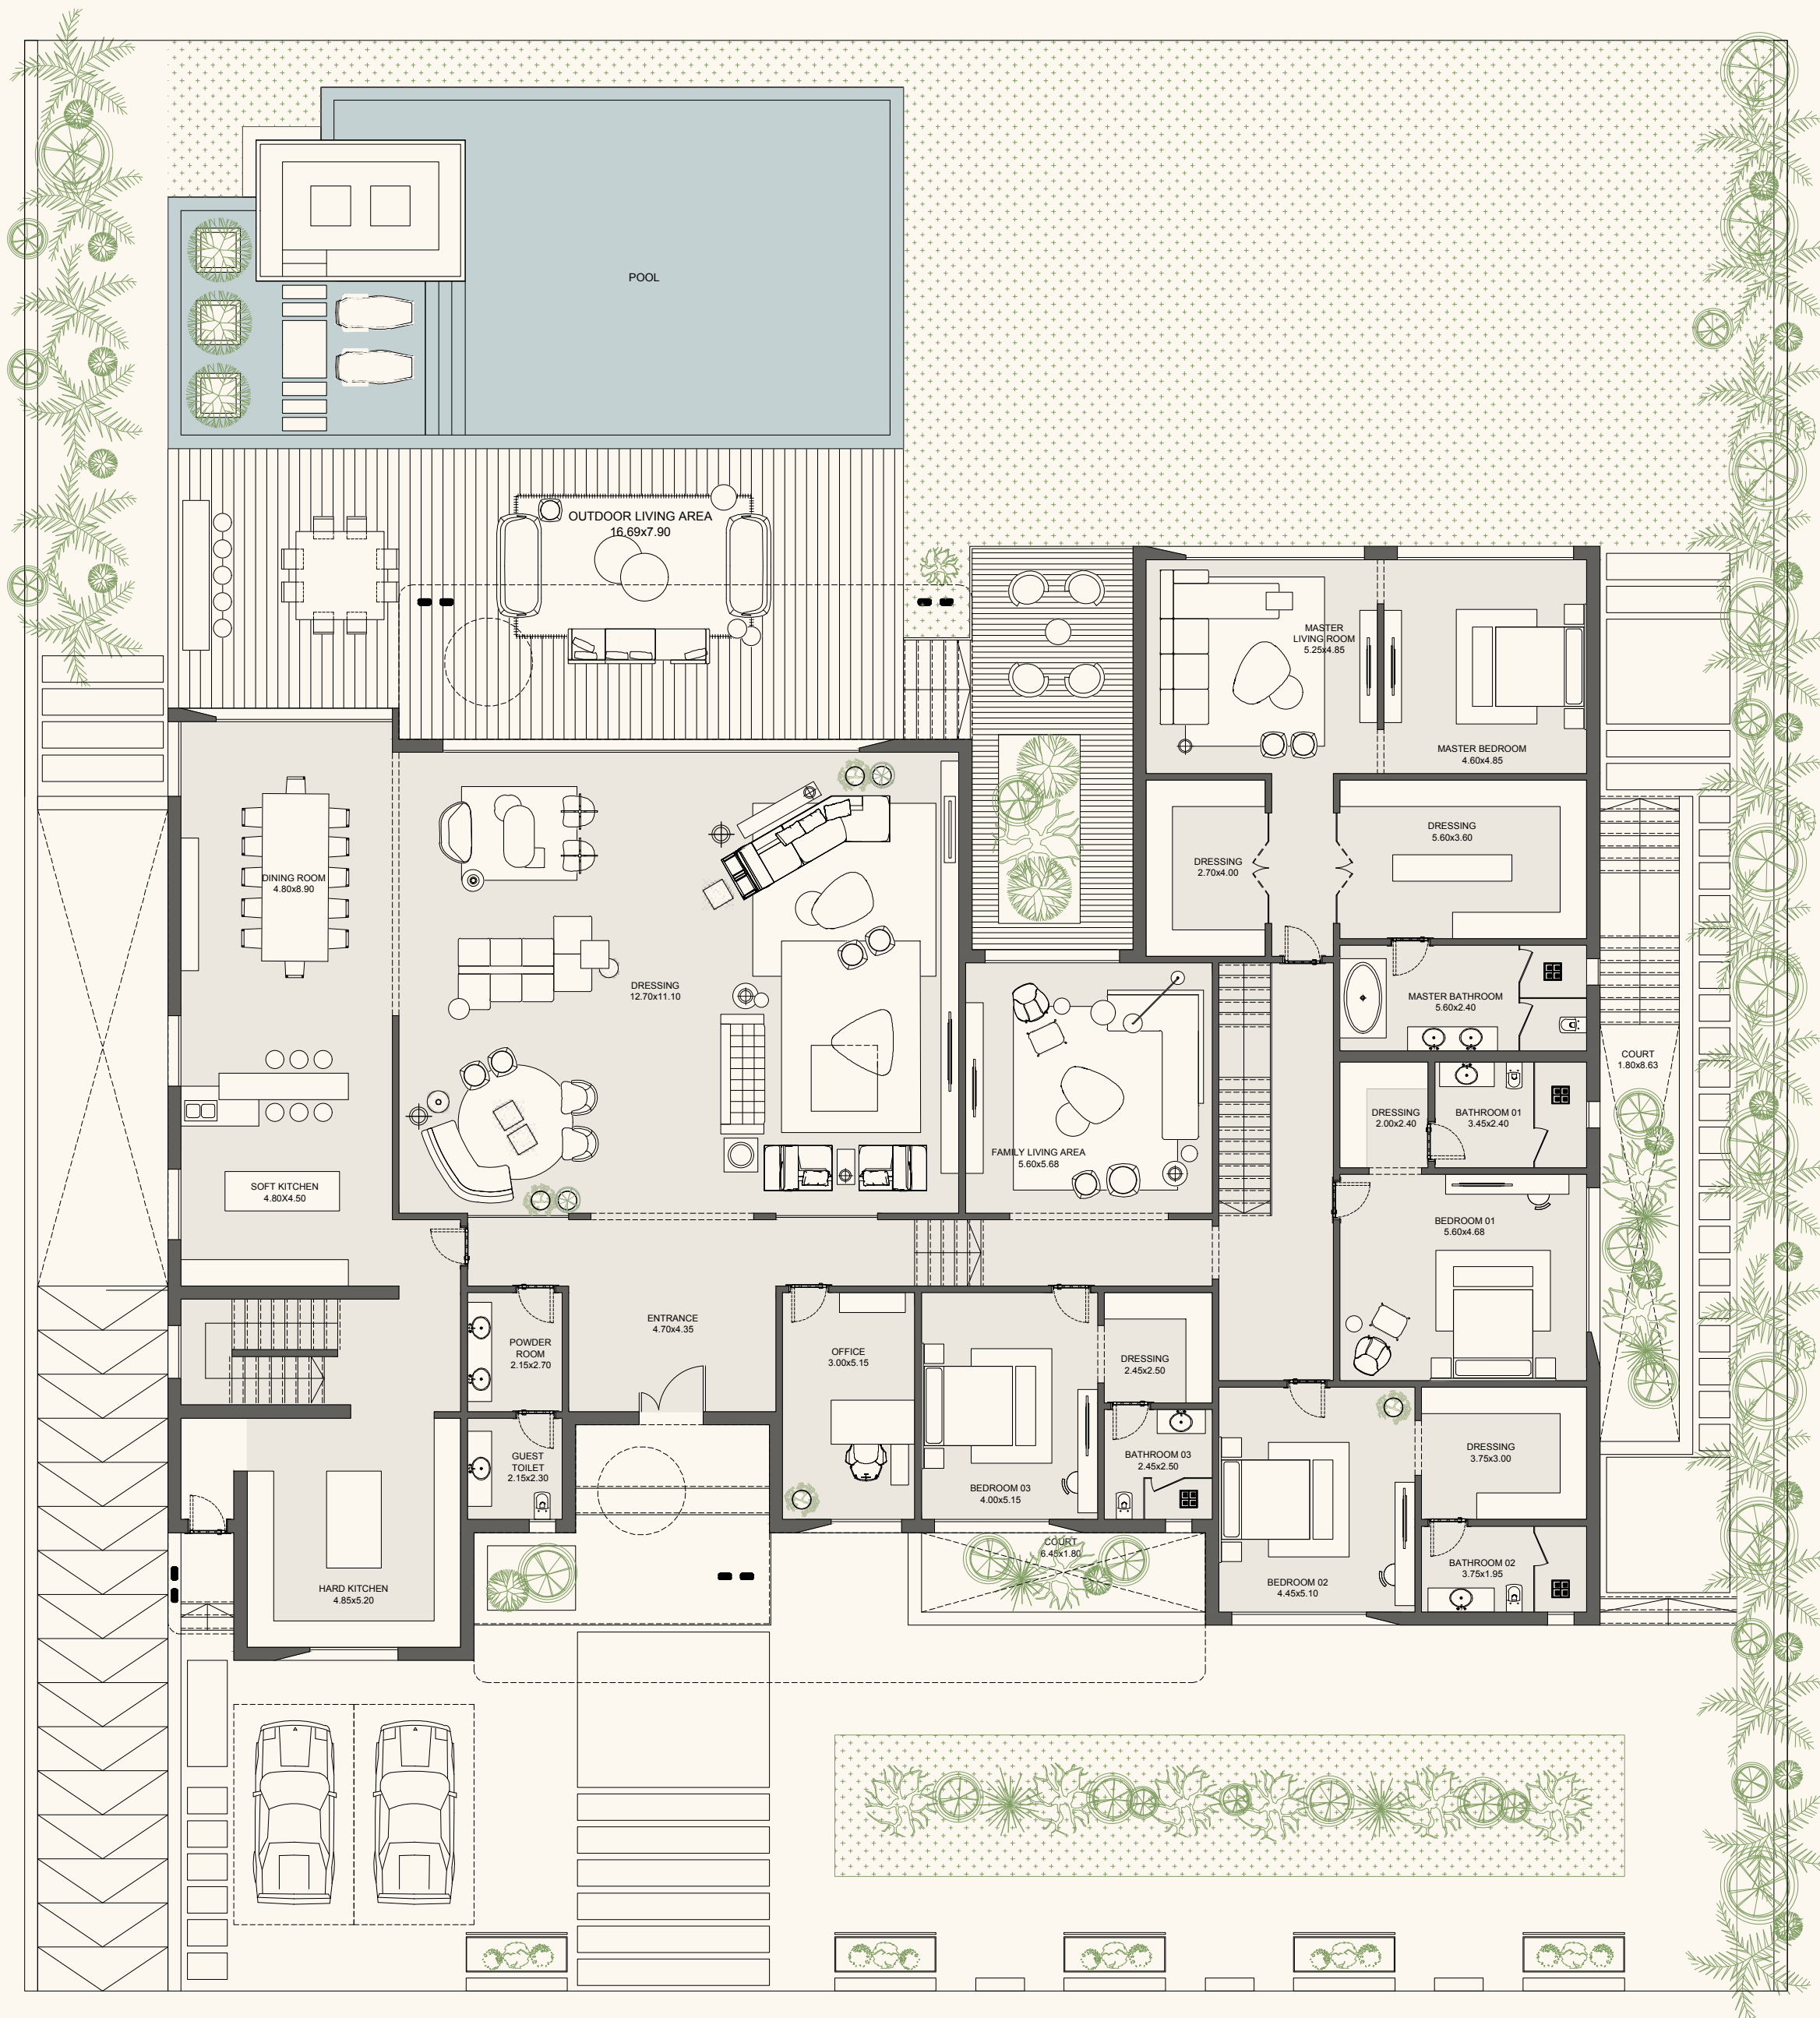 POOL
OUTDOOR LIVING AREA
16.69x7.90
MASTER
LIVING ROOM
5.25x4.85
MASTER BEDROOM
4.60x4.85
DRESSING
5.60x3.60
DRESSING
2.70x4.00
DINING ROOM
4.80x8.90
DRESSING
12.70x11.10
MASTER BATHROOM
5.60x2.40
COURT
1.80x8.63
DRESSING
2.00x2.40
BATHROOM 01
3.45x2.40
FAMILY LIVING AREA
5.60x5.68
SOFT KITCHEN
4.80X4.50
BEDROOM 01
5.60x4.68
ENTRANCE
4.70x4.35
POWDER
ROOM
2.15x2.70
OFFICE
3.00x5.15
DRESSING
2.45x2.50
GUEST
TOILET
2.15x2.30
BEDROOM 03
4.00x5.15
BATHROOM 03
2.45x2.50
DRESSING
3.75x3.00
COURT
6.45x1.80
HARD KITCHEN
4.85x5.20
BEDROOM 02
4.45x5.10
BATHROOM 02
3.75x1.95